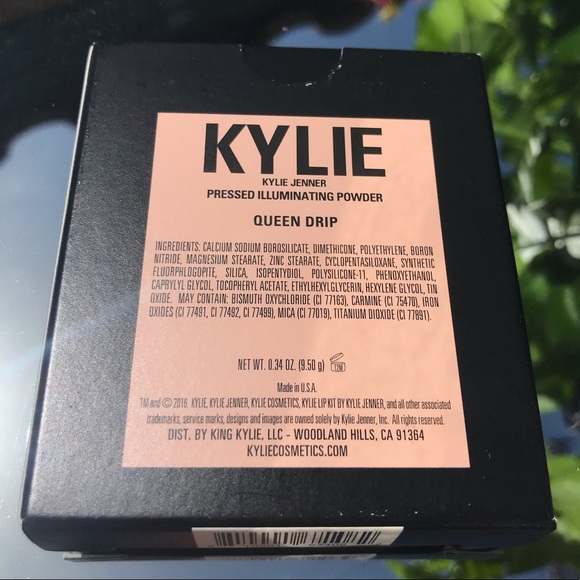 KYLIE
KYLIE JENNER
PRESSED ILLUMINATING POWDER
QUEEN DRIP
INGREDIENTS: CALCIUM SODIUM BOROSILICATE, DIMETHICONE, POLYETHYLENE, BORON
NITRIDE, MAGNESIUM STEARATE, ZINC STEARATE, CYCLOPENTASILOXANE, SYNTHETIC
FLUORPHLOGOPITE, SILICA, ISOPENTYDIOL, POLYSILICONE-11, PHENOXYETHANOL,
CAPRYLYL GLYCOL, TOCOPHERYL ACETATE, ETHYLHEXYLGLYCERIN, HEXYLENE GLYCOL, TIN
OXIDE. MAY CONTAIN: BISMUTH OXYCHLORIDE (CI 77163), CARMINE (CI 75470), IRON
OXIDES (CI 77491, CI 77492, CI 77499), MICA (CI 77019), TITANIUM DIOXIDE (CI 77891).
NET WT. 0.34 OZ. (9.50 g) 12M
Made in U.S.A.
TM and © 2016 KYLIE, KYLIE JENNER, KYLIE COSMETICS, KYLIE LIP KIT BY KYLIE JENNER, and all other associated
trademarks, service marks, designs and images are owned solely by Kylie Jenner, Inc. All rights reserved.
DIST. BY KING KYLIE, LLC - WOODLAND HILLS, CA 91364
KYLIECOSMETICS.COM